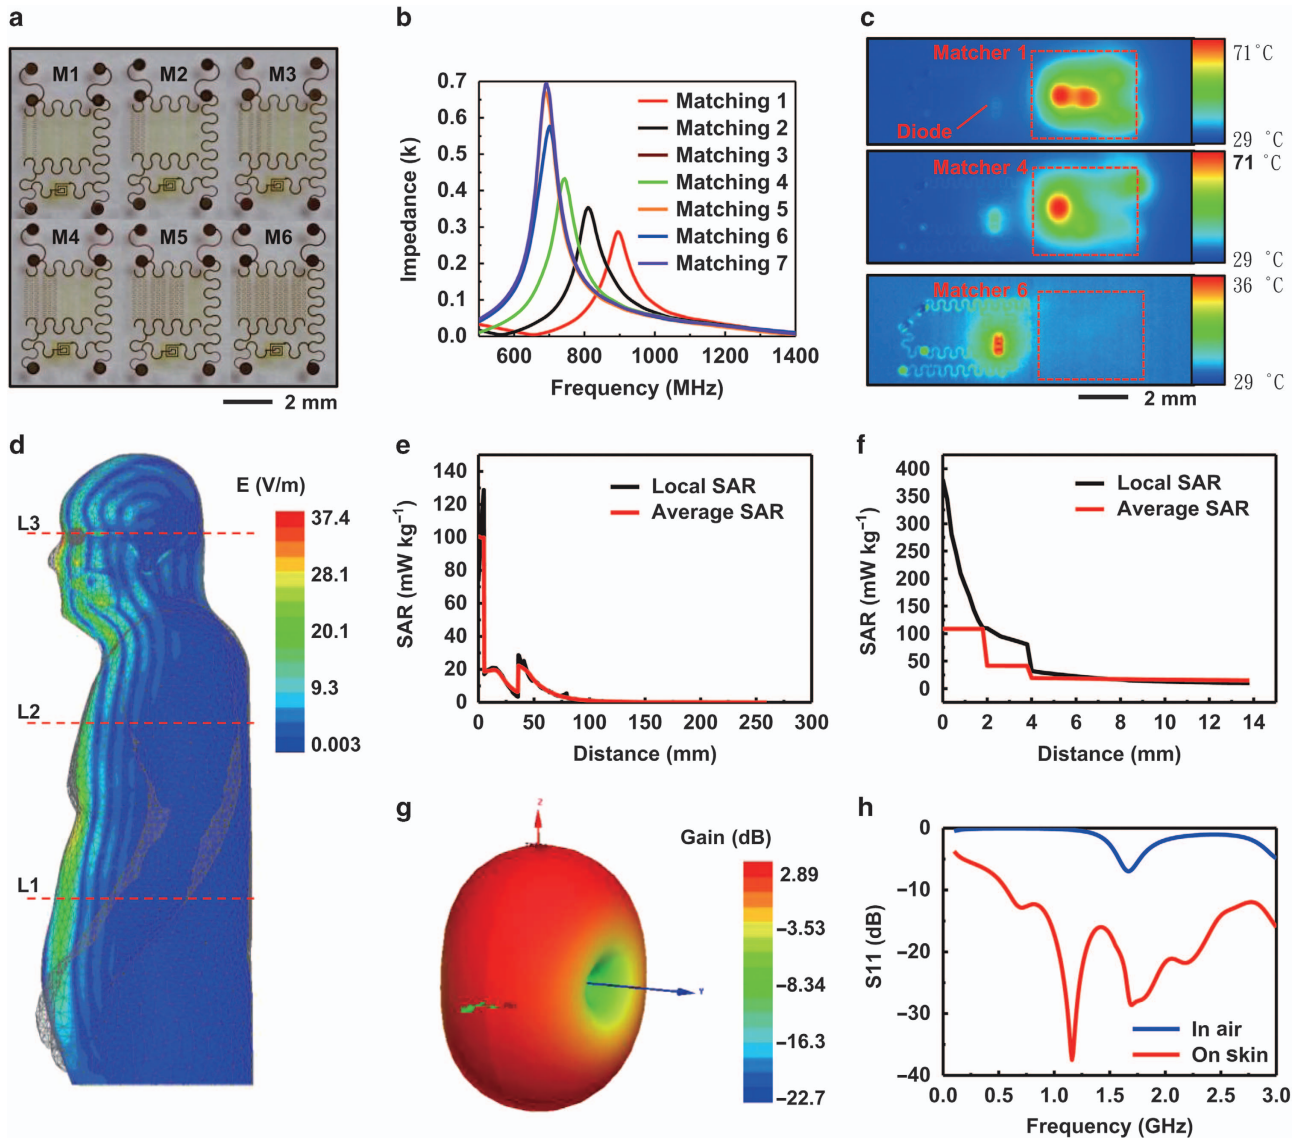 a
M1 M2 M3
M4 M5 M6
2 mm
b
Impedance (k)
0.7
0.6
0.5
0.4
0.3
0.2
0.1
0.0
600 800 1000 1200 1400
Frequency (MHz)
Matching 1
Matching 2
Matching 3
Matching 4
Matching 5
Matching 6
Matching 7
c
Matcher 1
Diode
71°C
29 °C
Matcher 4
71 °C
29 °C
Matcher 6
36 °C
29 °C
2 mm
d
L3
L2
L1
E (V/m)
37.4
28.1
20.1
9.3
0.003
e
SAR (mW kg–1)
140
120
100
80
60
40
20
0
0 50 100 150 200 250 300
Distance (mm)
Local SAR
Average SAR
f
SAR (mW kg–1)
400
350
300
250
200
150
100
50
0
0 2 4 6 8 10 12 14
Distance (mm)
Local SAR
Average SAR
g
Z
Y
Gain (dB)
2.89
–3.53
–8.34
–16.3
–22.7
h
S11 (dB)
0
–10
–20
–30
–40
0.0 0.5 1.0 1.5 2.0 2.5 3.0
Frequency (GHz)
In air
On skin